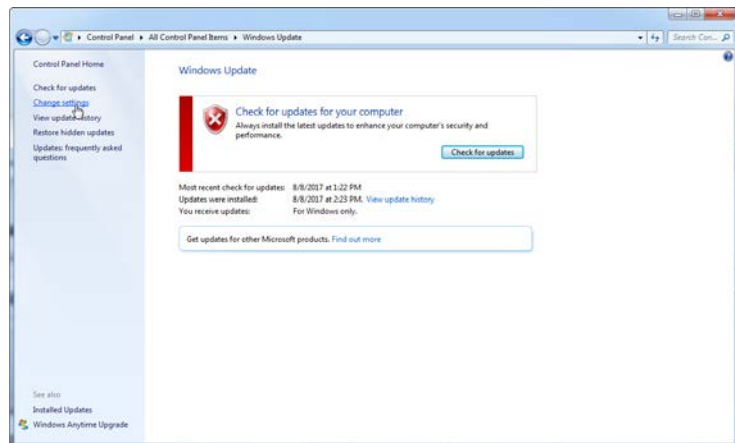 Control Panel ▸ All Control Panel Items ▸ Windows Update
Search Con...
Control Panel Home
Check for updates
Change settings
View update history
Restore hidden updates
Updates: frequently asked
questions
See also
Installed Updates
Windows Anytime Upgrade
Windows Update
Check for updates for your computer
Always install the latest updates to enhance your computer's security and
performance.
Check for updates
Most recent check for updates: 8/8/2017 at 1:22 PM
Updates were installed: 8/8/2017 at 2:23 PM. View update history
You receive updates: For Windows only.
Get updates for other Microsoft products. Find out more